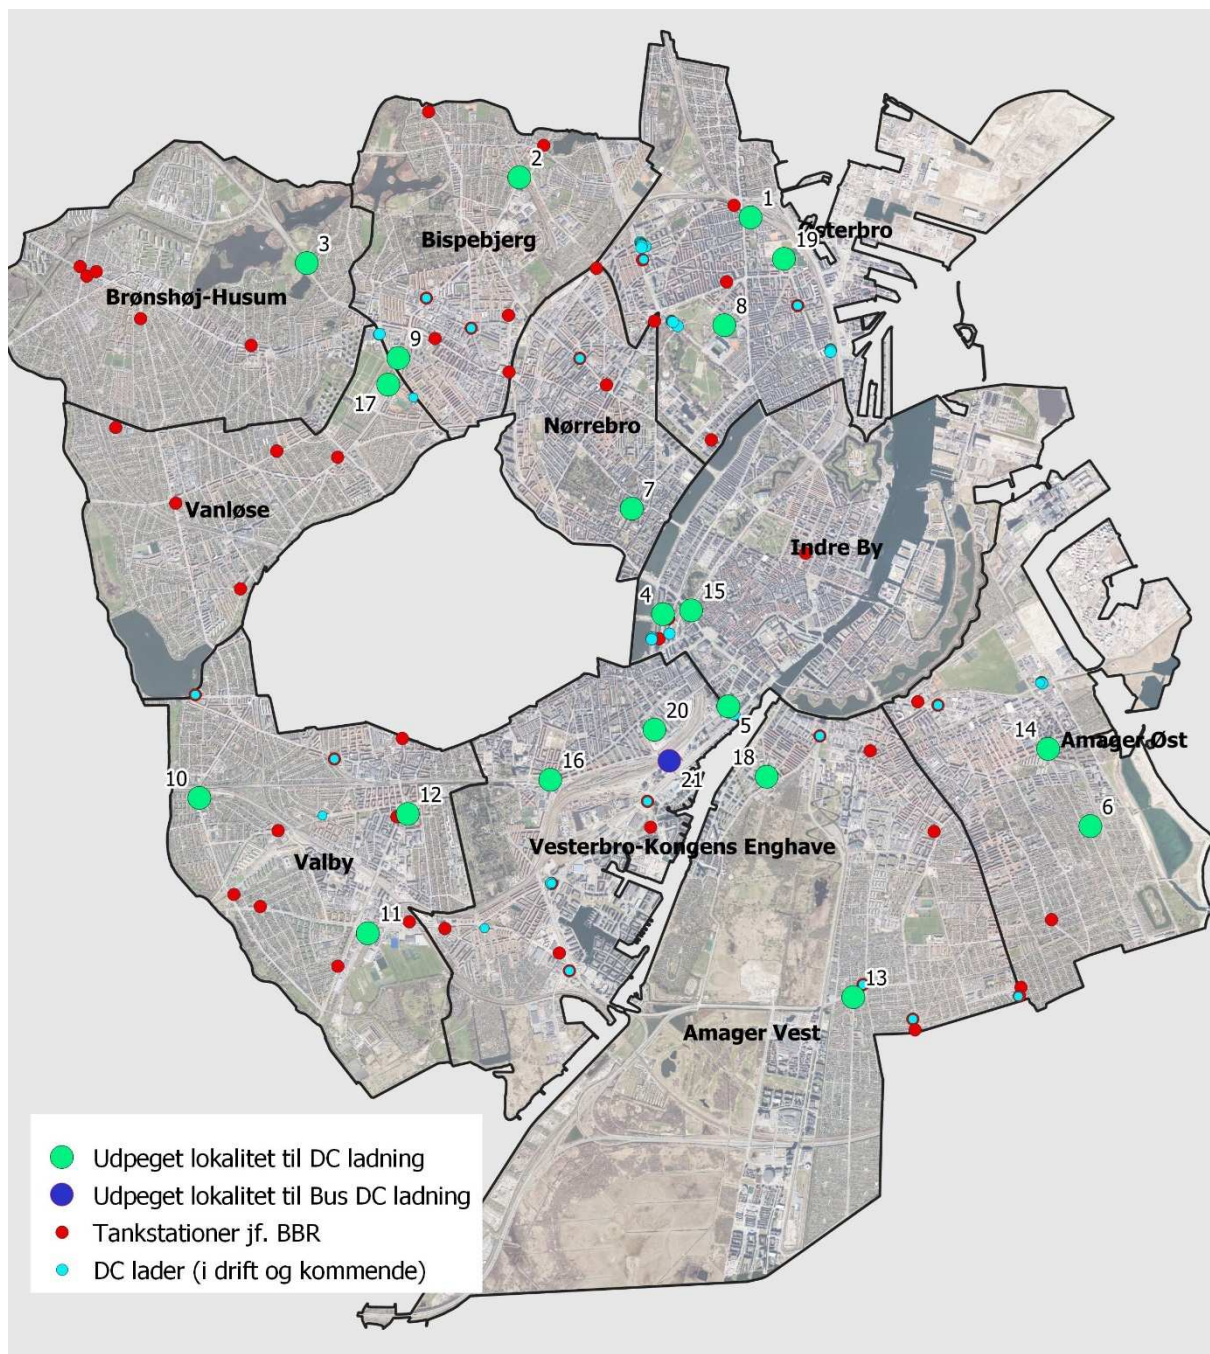 2
1
Bispebjerg
Østerbro
19
3
Brønshøj-Husum
8
9
17
Nørrebro
7
Vanløse
Indre By
4
15
20
5
14
Amager Øst
16
21
18
10
12
6
Vesterbro-Kongens Enghave
Valby
11
13
Amager Vest
Udpeget lokalitet til DC ladning
Udpeget lokalitet til Bus DC ladning
Tankstationer jf. BBR
DC lader (i drift og kommende)